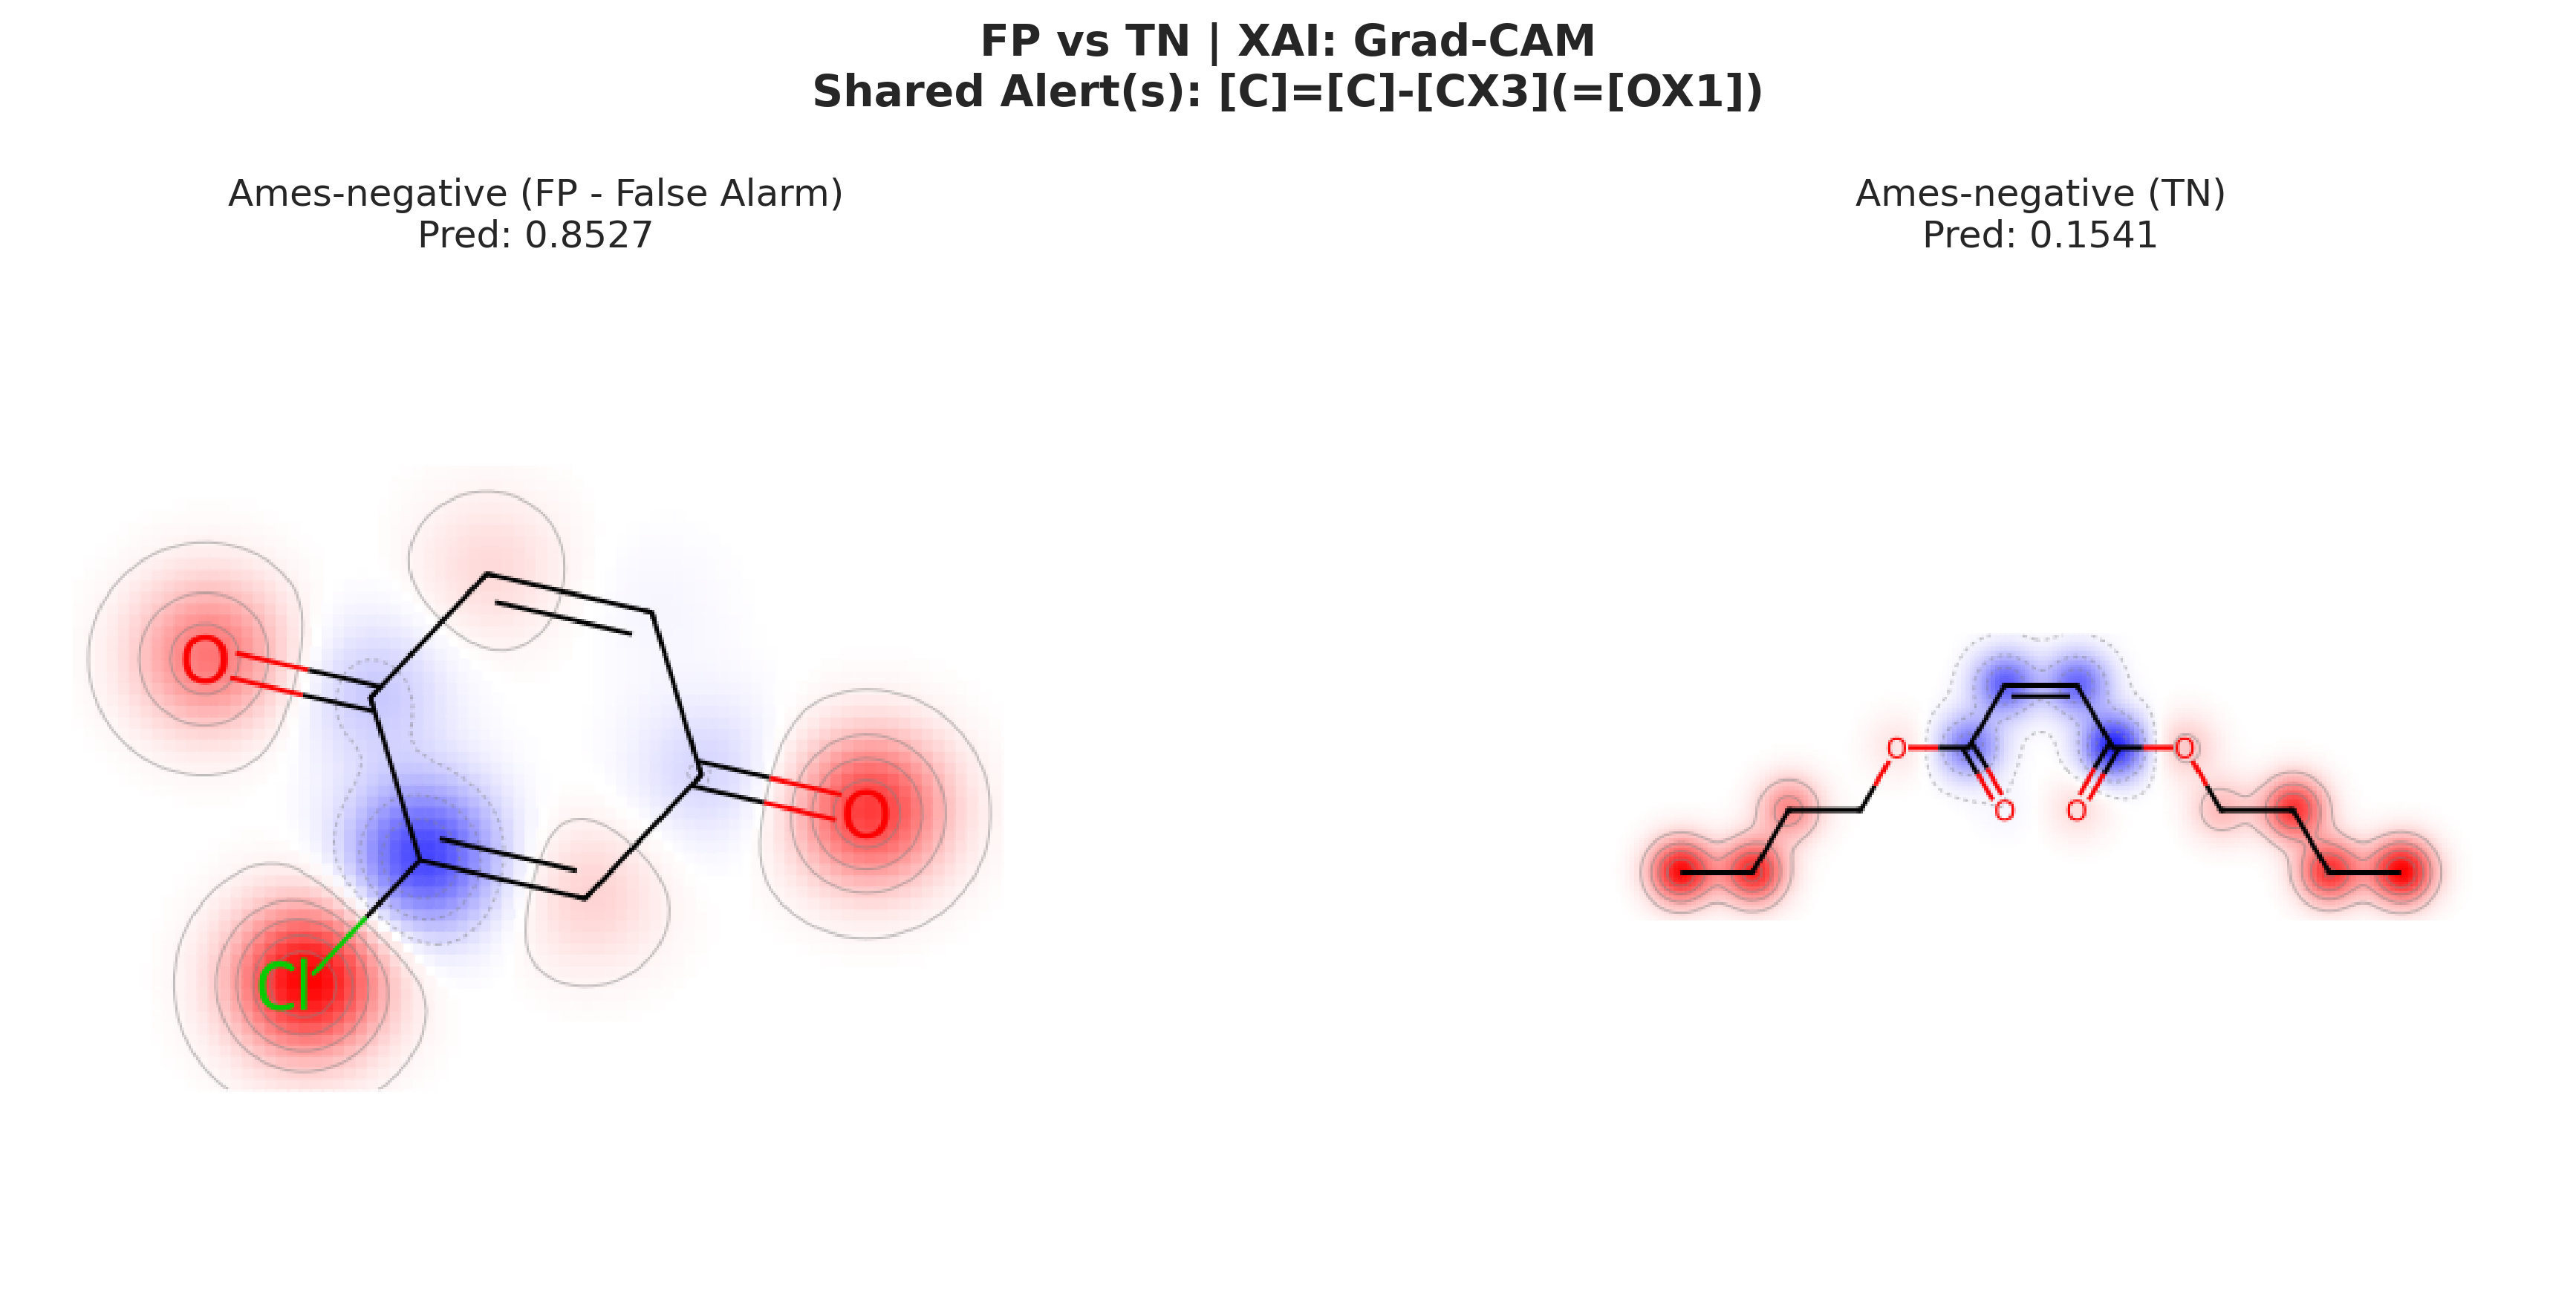 FP vs TN | XAI: Grad-CAM
Shared Alert(s): [C]=[C]-[CX3](=[OX1])
Ames-negative (FP - False Alarm)
Pred: 0.8527
Ames-negative (TN)
Pred: 0.1541
O
O
Cl
O
O
O
O